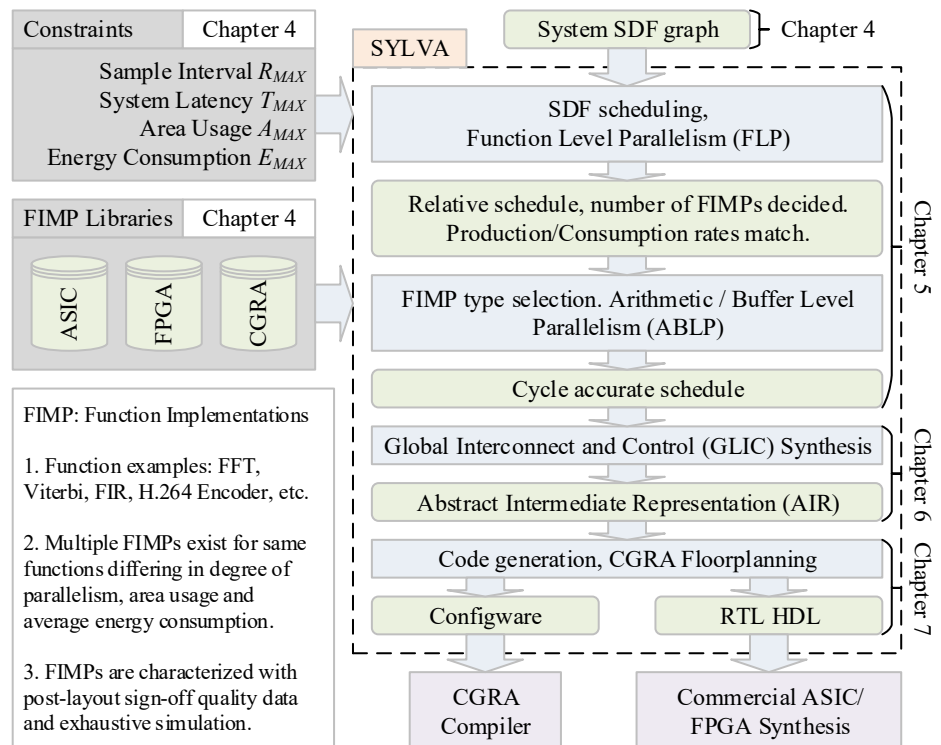 Constraints
Chapter 4
Sample Interval R_MAX
System Latency T_MAX
Area Usage A_MAX
Energy Consumption E_MAX
FIMP Libraries
Chapter 4
ASIC
FPGA
CGRA
FIMP: Function Implementations
1. Function examples: FFT,
Viterbi, FIR, H.264 Encoder, etc.
2. Multiple FIMPs exist for same
functions differing in degree of
parallelism, area usage and
average energy consumption.
3. FIMPs are characterized with
post-layout sign-off quality data
and exhaustive simulation.
SYLVA
System SDF graph
Chapter 4
SDF scheduling,
Function Level Parallelism (FLP)
Relative schedule, number of FIMPs decided.
Production/Consumption rates match.
FIMP type selection. Arithmetic / Buffer Level
Parallelism (ABLP)
Cycle accurate schedule
Chapter 5
Global Interconnect and Control (GLIC) Synthesis
Abstract Intermediate Representation (AIR)
Chapter 6
Code generation, CGRA Floorplanning
Configware
RTL HDL
Chapter 7
CGRA
Compiler
Commercial ASIC/
FPGA Synthesis